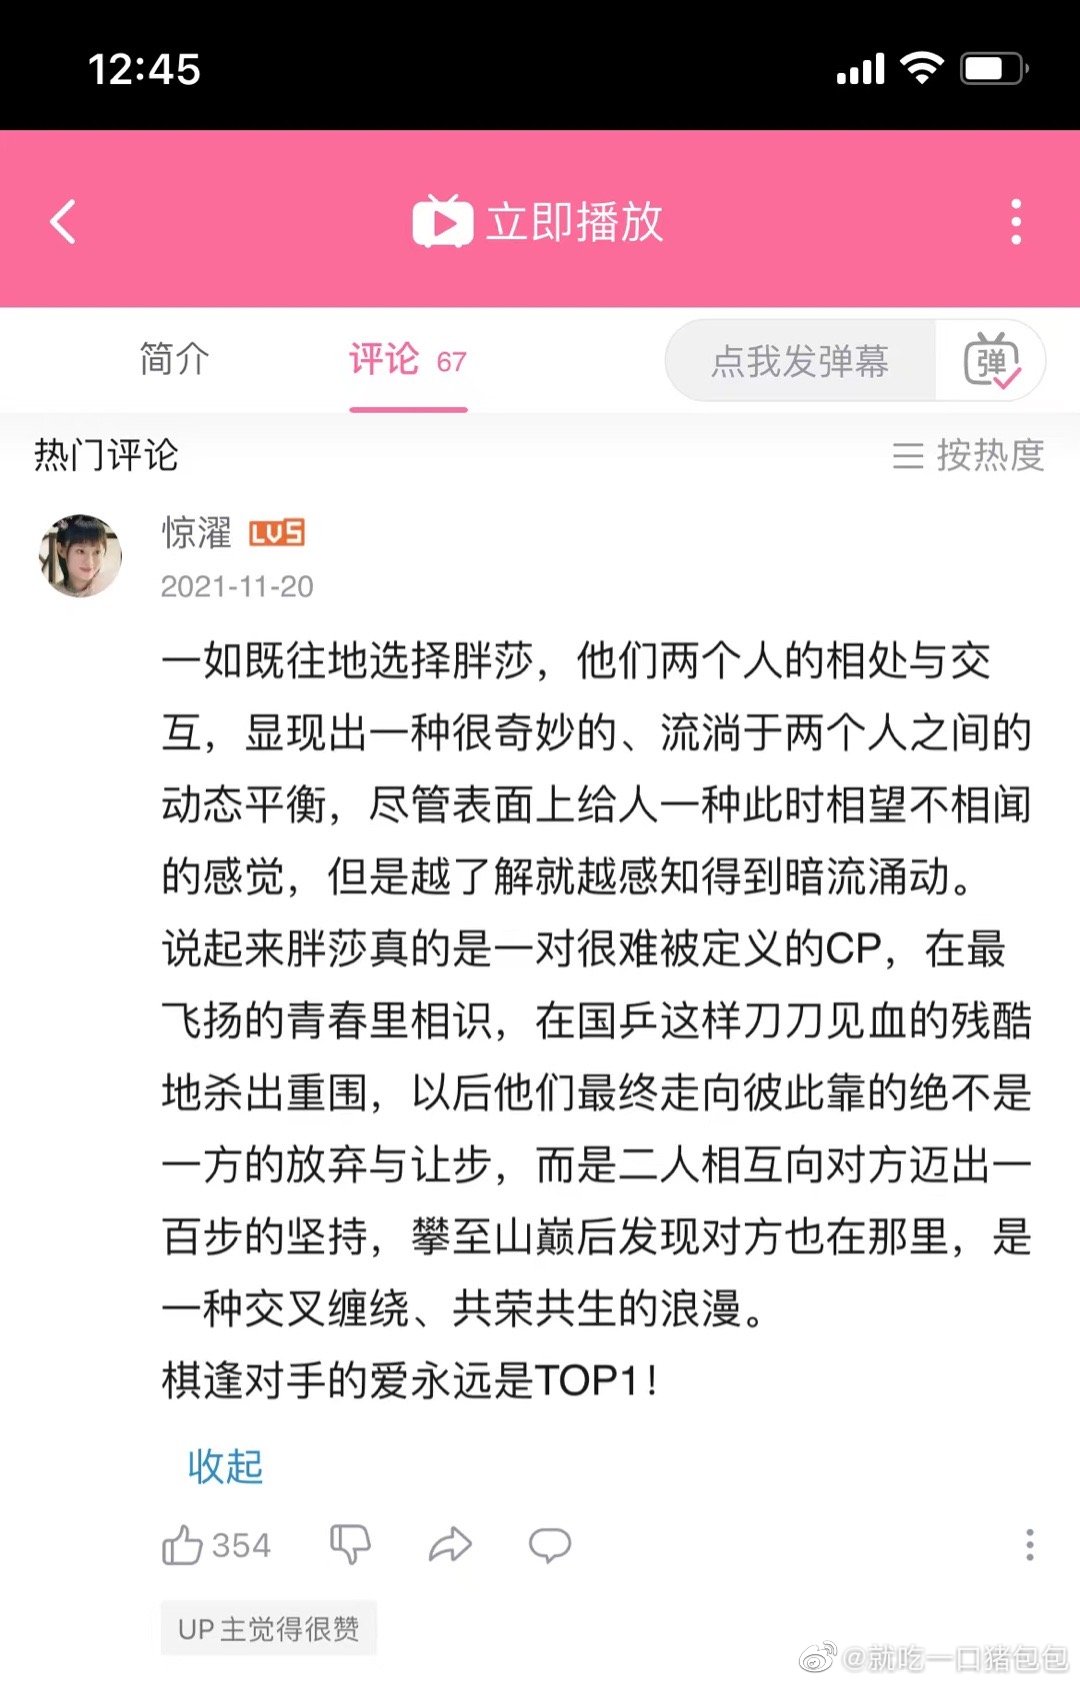 12:45
立即播放
简介
评论 67
点我发弹幕
弹
热门评论
按热度
惊濯 LV5
2021-11-20
一如既往地选择胖莎，他们两个人的相处与交
互，显现出一种很奇妙的、流淌于两个人之间的
动态平衡，尽管表面上给人一种此时相望不相闻
的感觉，但是越了解就越感知得到暗流涌动。
说起来胖莎真的是一对很难被定义的CP，在最
飞扬的青春里相识，在国乒这样刀刀见血的残酷
地杀出重围，以后他们最终走向彼此靠的绝不是
一方的放弃与让步，而是二人相互向对方迈出一
百步的坚持，攀至山巅后发现对方也在那里，是
一种交叉缠绕、共荣共生的浪漫。
棋逢对手的爱永远是TOP1！
收起
354
UP主觉得很赞
@就吃一口猪包包